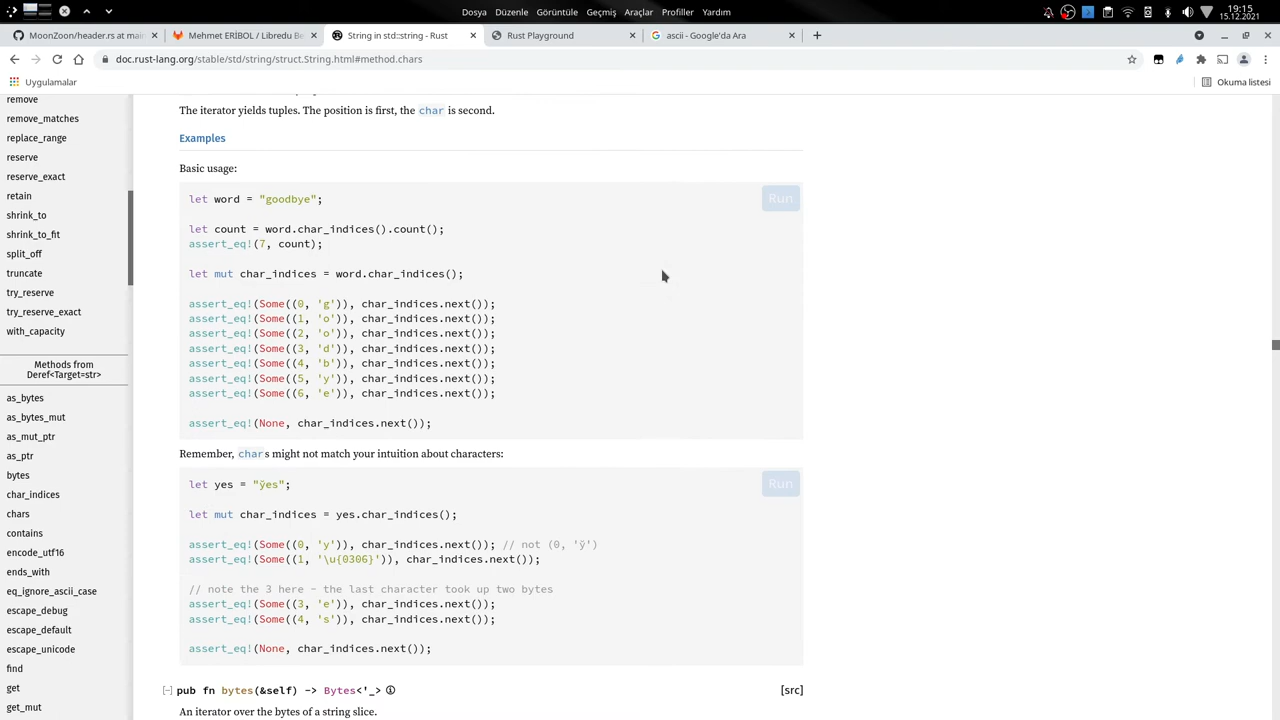 Dosya Düzenle Görüntüle Geçmiş Araçlar Profiller Yardım
19:15
15.12.2021
MoonZoon/header.rs at main
Mehmet ERİBOL / Libredu Be
String in std::string - Rust
Rust Playground
ascii - Google'da Ara
doc.rust-lang.org/stable/std/string/struct.String.html#method.chars
Uygulamalar
Okuma listesi
remove
remove_matches
replace_range
reserve
reserve_exact
retain
shrink_to
shrink_to_fit
split_off
truncate
try_reserve
try_reserve_exact
with_capacity
Methods from
Deref<Target=str>
as_bytes
as_bytes_mut
as_mut_ptr
as_ptr
bytes
char_indices
chars
contains
encode_utf16
ends_with
eq_ignore_ascii_case
escape_debug
escape_default
escape_unicode
find
get
get_mut
The iterator yields tuples. The position is first, the char is second.
Examples
Basic usage:
Run
let word = "goodbye";
let count = word.char_indices().count();
assert_eq!(7, count);
let mut char_indices = word.char_indices();
assert_eq!(Some((0, 'g')), char_indices.next());
assert_eq!(Some((1, 'o')), char_indices.next());
assert_eq!(Some((2, 'o')), char_indices.next());
assert_eq!(Some((3, 'd')), char_indices.next());
assert_eq!(Some((4, 'b')), char_indices.next());
assert_eq!(Some((5, 'y')), char_indices.next());
assert_eq!(Some((6, 'e')), char_indices.next());
assert_eq!(None, char_indices.next());
Remember, chars might not match your intuition about characters:
Run
let yes = "y̆es";
let mut char_indices = yes.char_indices();
assert_eq!(Some((0, 'y')), char_indices.next()); // not (0, 'y̆')
assert_eq!(Some((1, '\u{0306}')), char_indices.next());
// note the 3 here - the last character took up two bytes
assert_eq!(Some((3, 'e')), char_indices.next());
assert_eq!(Some((4, 's')), char_indices.next());
assert_eq!(None, char_indices.next());
[−] pub fn bytes(&self) -> Bytes<'_> ⓘ [src]
An iterator over the bytes of a string slice.